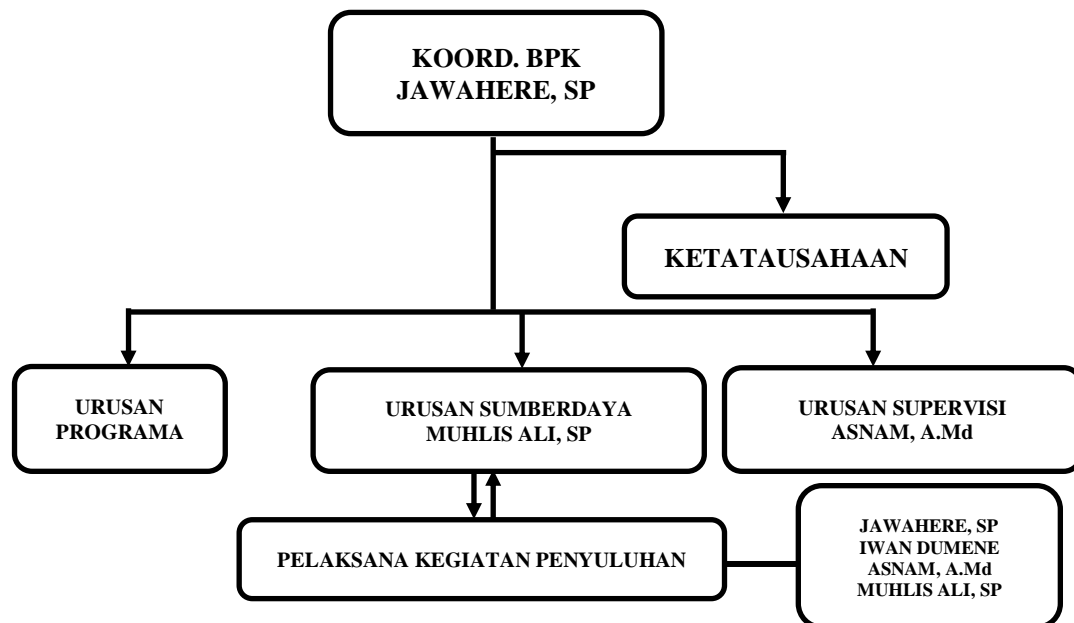 KOORD. BPK
JAWAHERE, SP
KETATAUSAHAAN
URUSAN
PROGRAMA
URUSAN SUMBERDAYA
MUHLIS ALI, SP
URUSAN SUPERVISI
ASNAM, A.Md
PELAKSANA KEGIATAN PENYULUHAN
JAWAHERE, SP
IWAN DUMENE
ASNAM, A.Md
MUHLIS ALI, SP